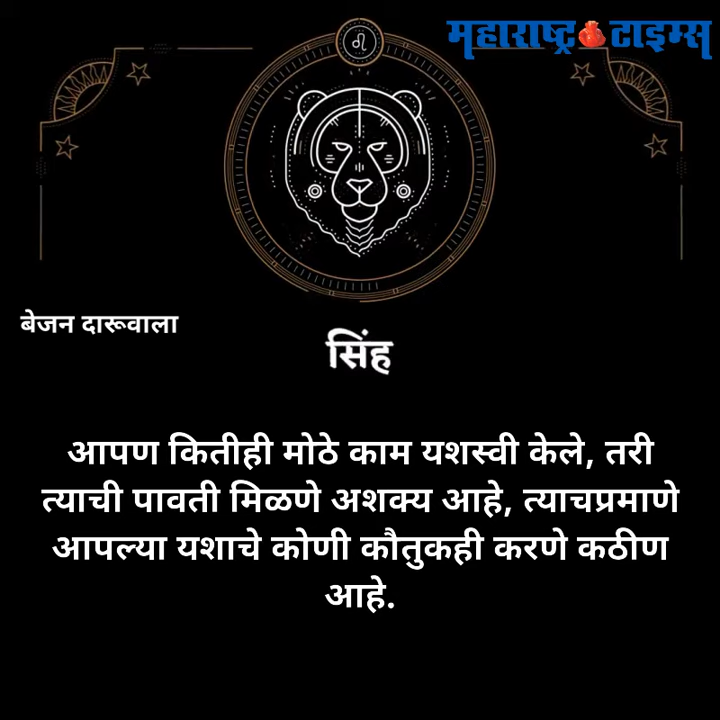 महाराष्ट्र टाइम्स
बेजन दारूवाला
सिंह
आपण कितीही मोठे काम यशस्वी केले, तरी
त्याची पावती मिळणे अशक्य आहे, त्याचप्रमाणे
आपल्या यशाचे कोणी कौतुकही करणे कठीण
आहे.